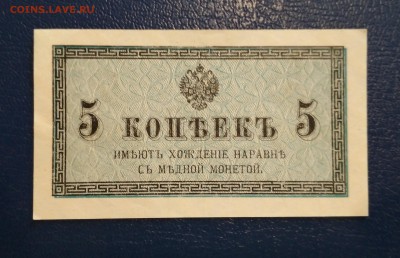 COINS.LAVE.RU
5 КОПѢЕКЪ 5
ИМѢЮТЪ ХОЖДЕНІЕ НАРАВНѢ
СЪ МѢДНОЙ МОНЕТОЙ.